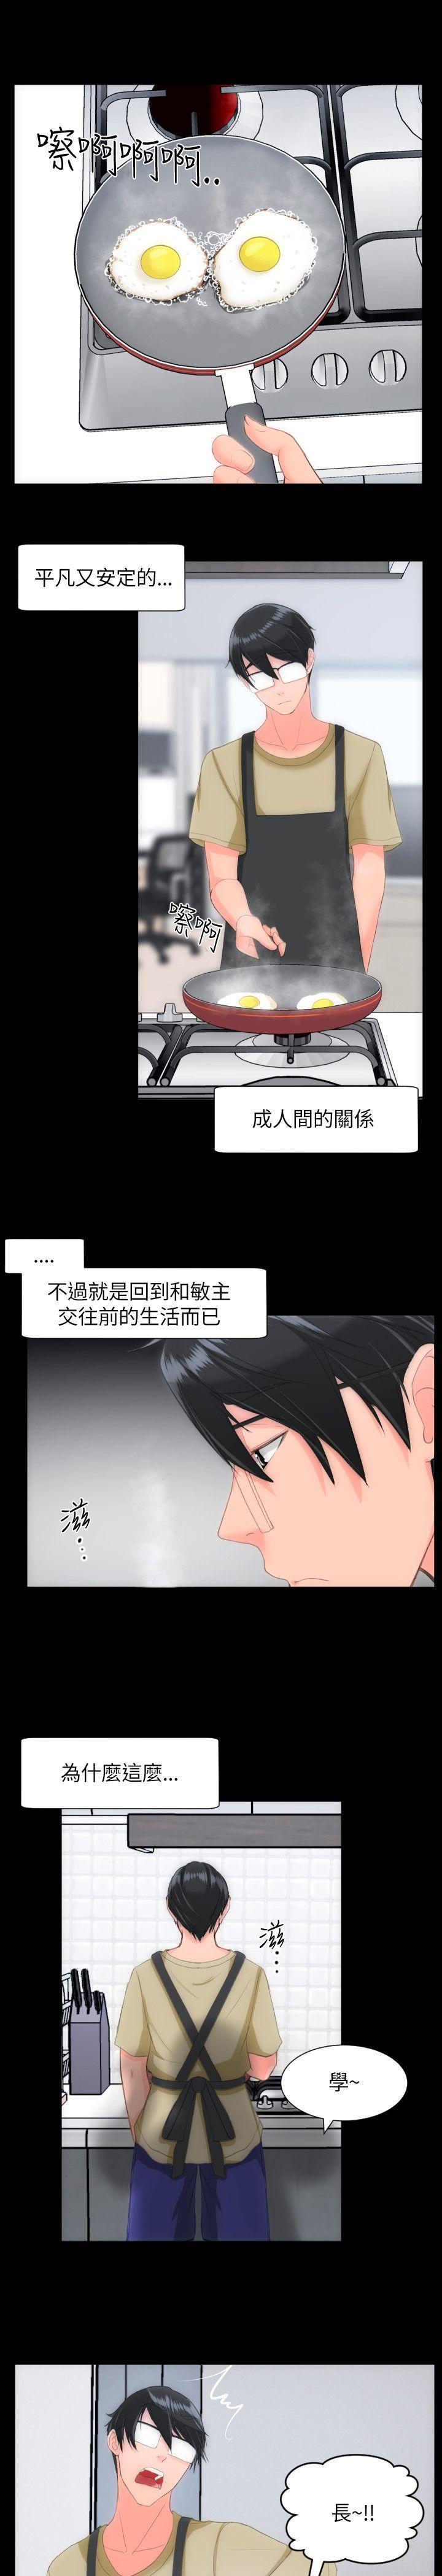 嚓啊啊啊..
平凡又安定的...
嚓啊
成人間的關係
....
不過就是回到和敏主
交往前的生活而已
滋...
為什麼這麼...
滋...
學~
長~!!